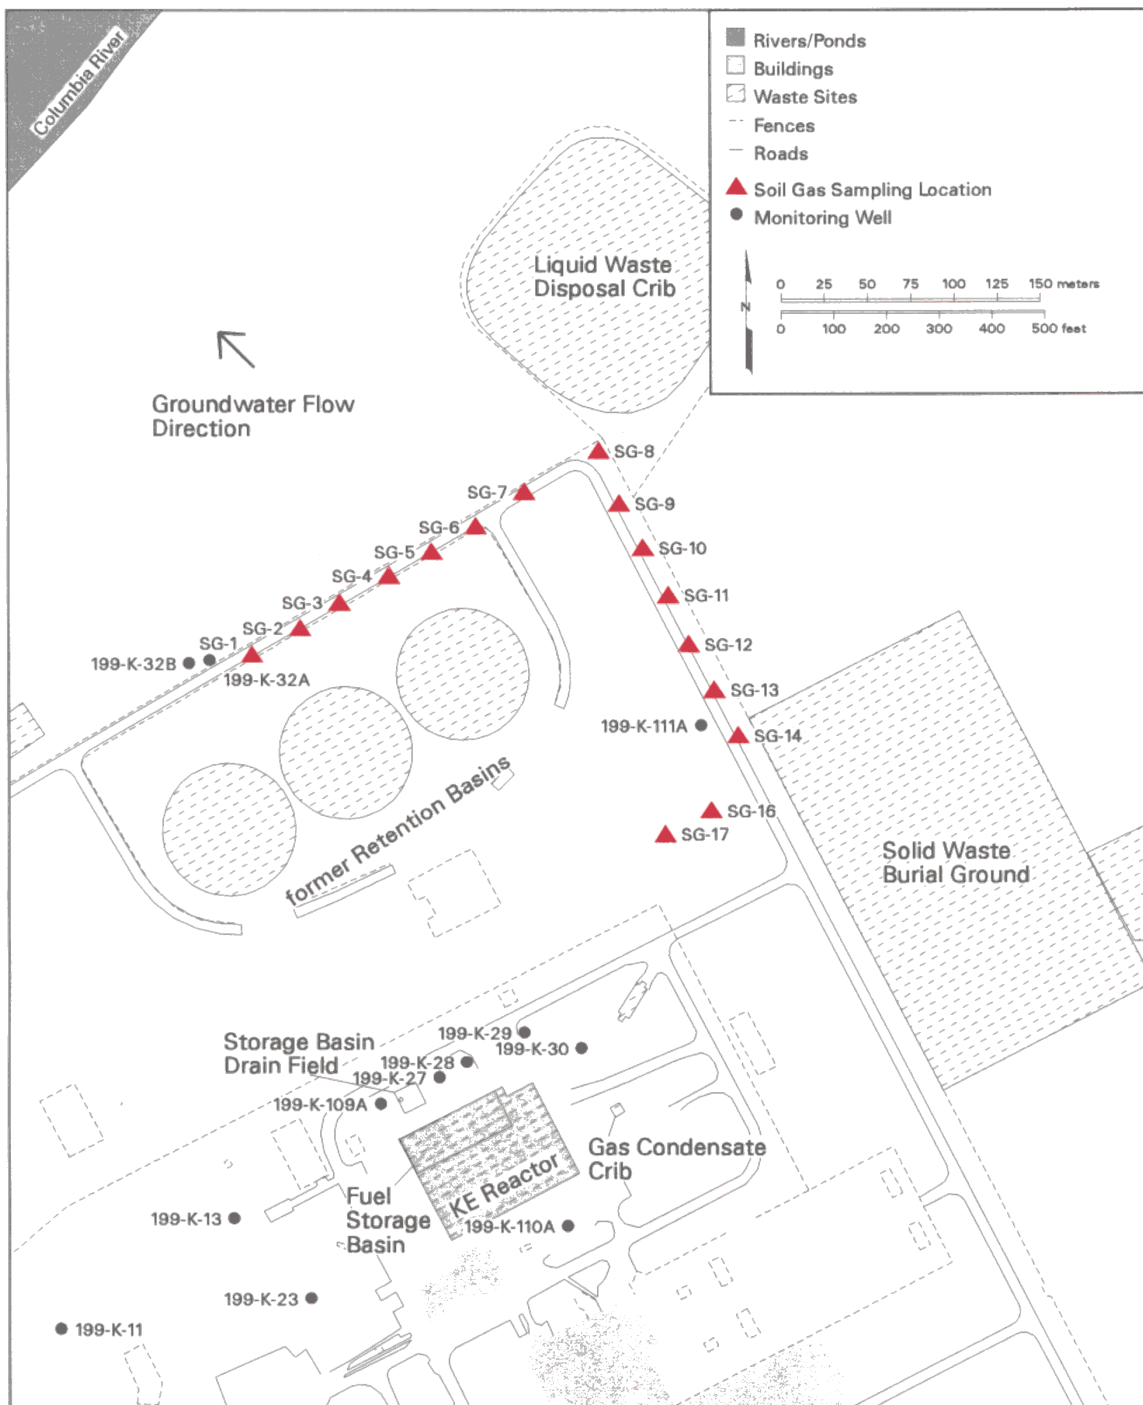 Columbia River
Rivers/Ponds
Buildings
Waste Sites
Fences
Roads
Soil Gas Sampling Location
Monitoring Well
N
0 25 50 75 100 125 150 meters
0 100 200 300 400 500 feet
Liquid Waste
Disposal Crib
Groundwater Flow
Direction
SG-8
SG-7
SG-9
SG-6
SG-5
SG-10
SG-4
SG-11
SG-3
SG-2
SG-1
SG-12
199-K-32B
199-K-32A
SG-13
199-K-111A
SG-14
former Retention Basins
SG-16
SG-17
Solid Waste
Burial Ground
Storage Basin
Drain Field
199-K-29
199-K-30
199-K-28
199-K-27
199-K-109A
Gas Condensate
Crib
KE Reactor
Fuel
Storage
Basin
199-K-13
199-K-110A
199-K-23
199-K-11